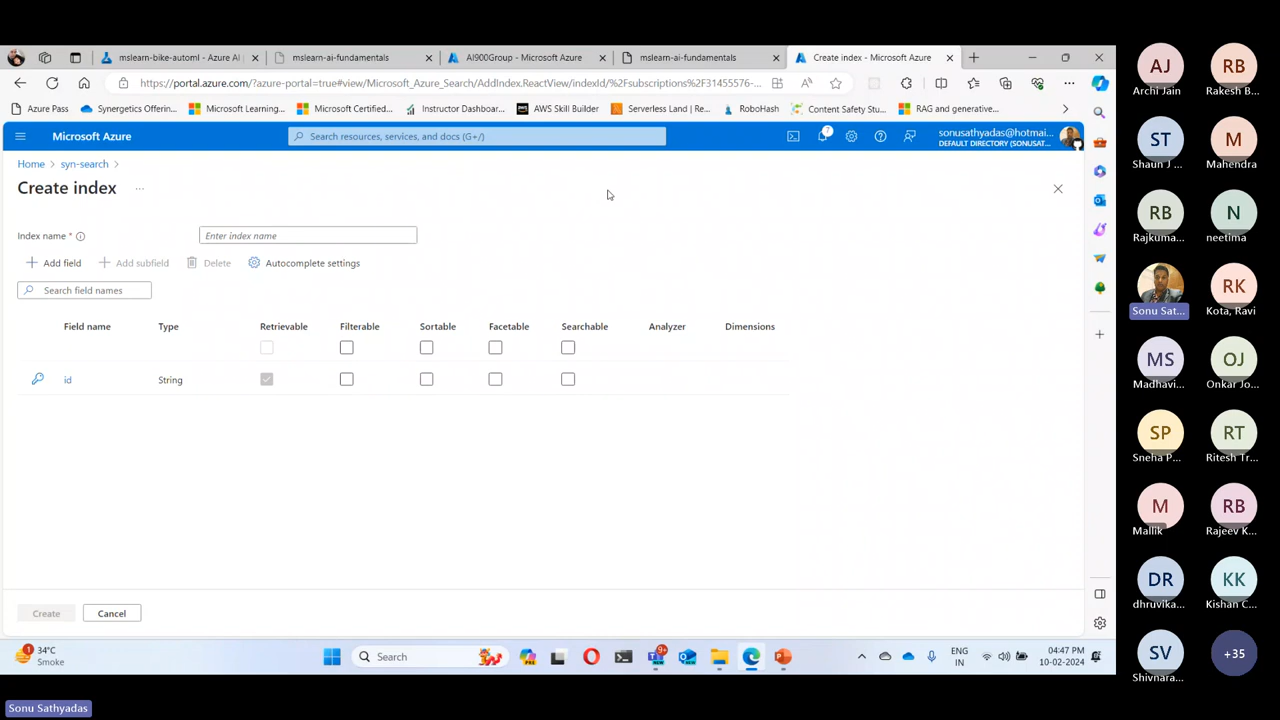 mslearn-bike-automl - Azure AI
mslearn-ai-fundamentals
AI900Group - Microsoft Azure
mslearn-ai-fundamentals
Create index - Microsoft Azure
https://portal.azure.com/?azure-portal=true#view/Microsoft_Azure_Search/AddIndex.ReactView/indexId/%2Fsubscriptions%2F31455576-...
Azure Pass
Synergetics Offerin...
Microsoft Learning...
Microsoft Certified...
Instructor Dashboar...
AWS Skill Builder
Serverless Land | Re...
RoboHash
Content Safety Stu...
RAG and generative...
Microsoft Azure
Search resources, services, and docs (G+/)
7
sonusathyadas@hotmai...
DEFAULT DIRECTORY (SONUSAT...
Home > syn-search >
Create index ...
Index name *
Enter index name
Add field
Add subfield
Delete
Autocomplete settings
Search field names
Field name Type Retrievable Filterable Sortable Facetable Searchable Analyzer Dimensions
id String
Create
Cancel
1
34°C
Smoke
Search
PRE
NEW
9+
NEW
ENG
IN
04:47 PM
10-02-2024
AJ
Archi Jain
RB
Rakesh B...
ST
Shaun J ...
M
Mahendra
RB
Rajkuma...
N
neetima
Sonu Sat...
RK
Kota, Ravi
MS
Madhavi...
OJ
Onkar Jo...
SP
Sneha P...
RT
Ritesh Tr...
M
Mallik
RB
Rajeev K...
DR
dhruvika...
KK
Kishan C...
SV
Shivnara...
+35
Sonu Sathyadas